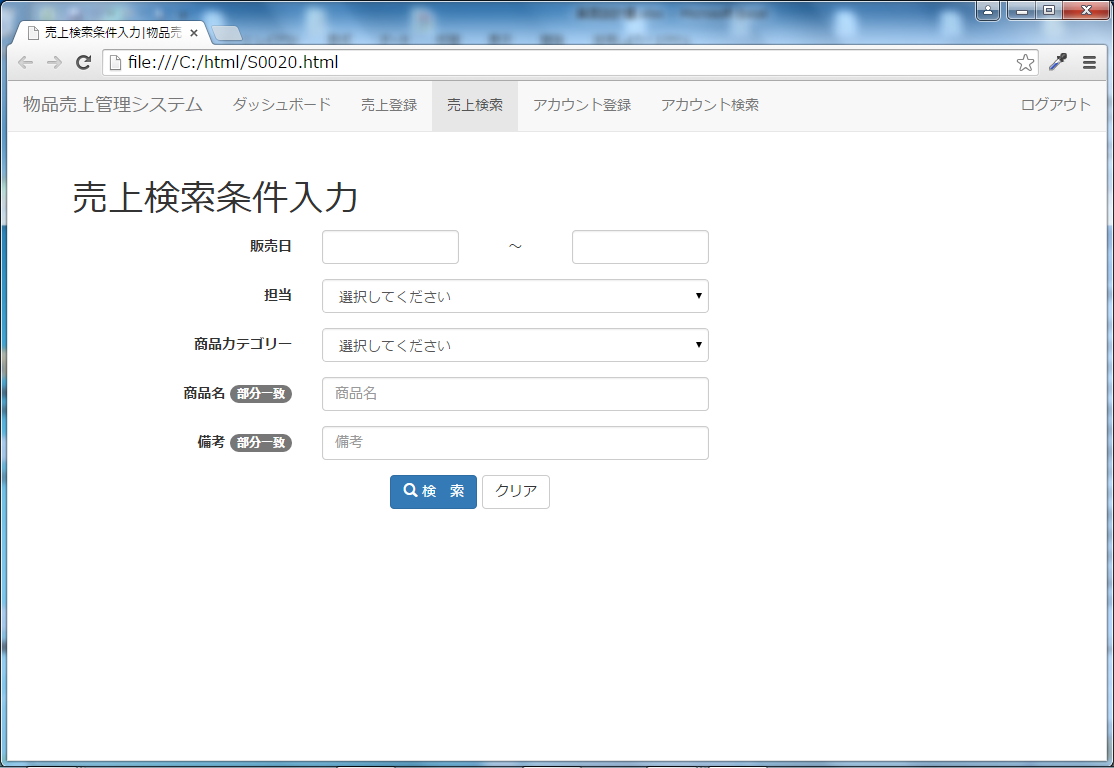 売上検索条件入力|物品売
file:///C:/html/S0020.html
物品売上管理システム ダッシュボード 売上登録 売上検索 アカウント登録 アカウント検索 ログアウト
売上検索条件入力
販売日 ～
担当 選択してください
商品カテゴリー 選択してください
商品名 部分一致 商品名
備考 部分一致 備考
検　索 クリア